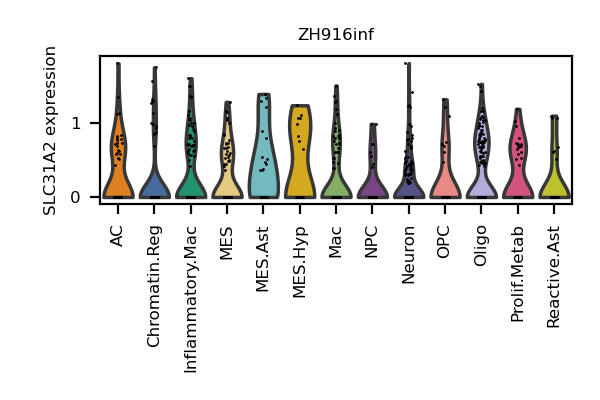 ZH916inf
SLC31A2 expression
1
0
AC
Chromatin.Reg
Inflammatory.Mac
MES
MES.Ast
MES.Hyp
Mac
NPC
Neuron
OPC
Oligo
Prolif.Metab
Reactive.Ast